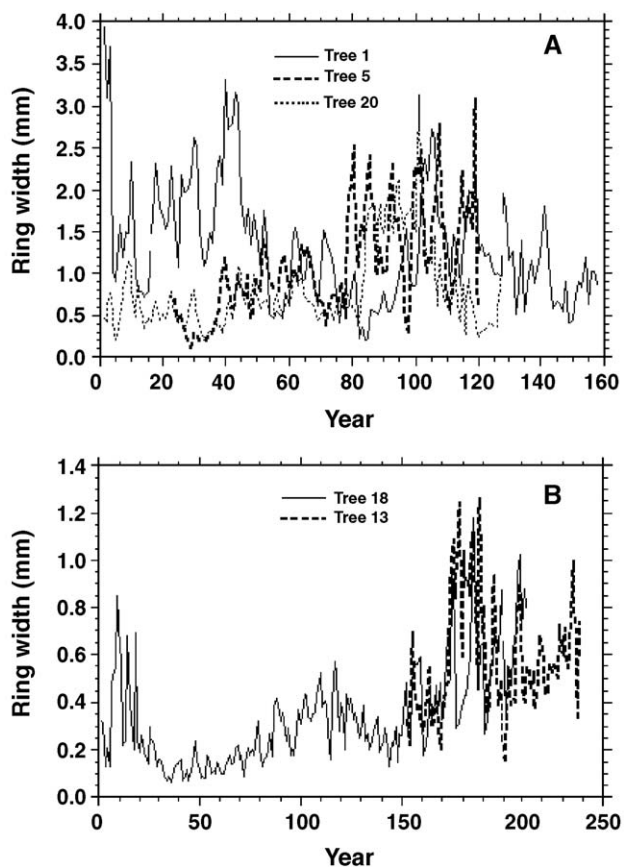 4.0
A
3.5
Tree 1
Tree 5
3.0
Tree 20
2.5
2.0
1.5
1.0
0.5
0.0
Ring width (mm)
0 20 40 60 80 100 120 140 160
Year
1.4
B
Tree 18
1.2
Tree 13
1.0
0.8
0.6
0.4
0.2
0.0
Ring width (mm)
0 50 100 150 200 250
Year